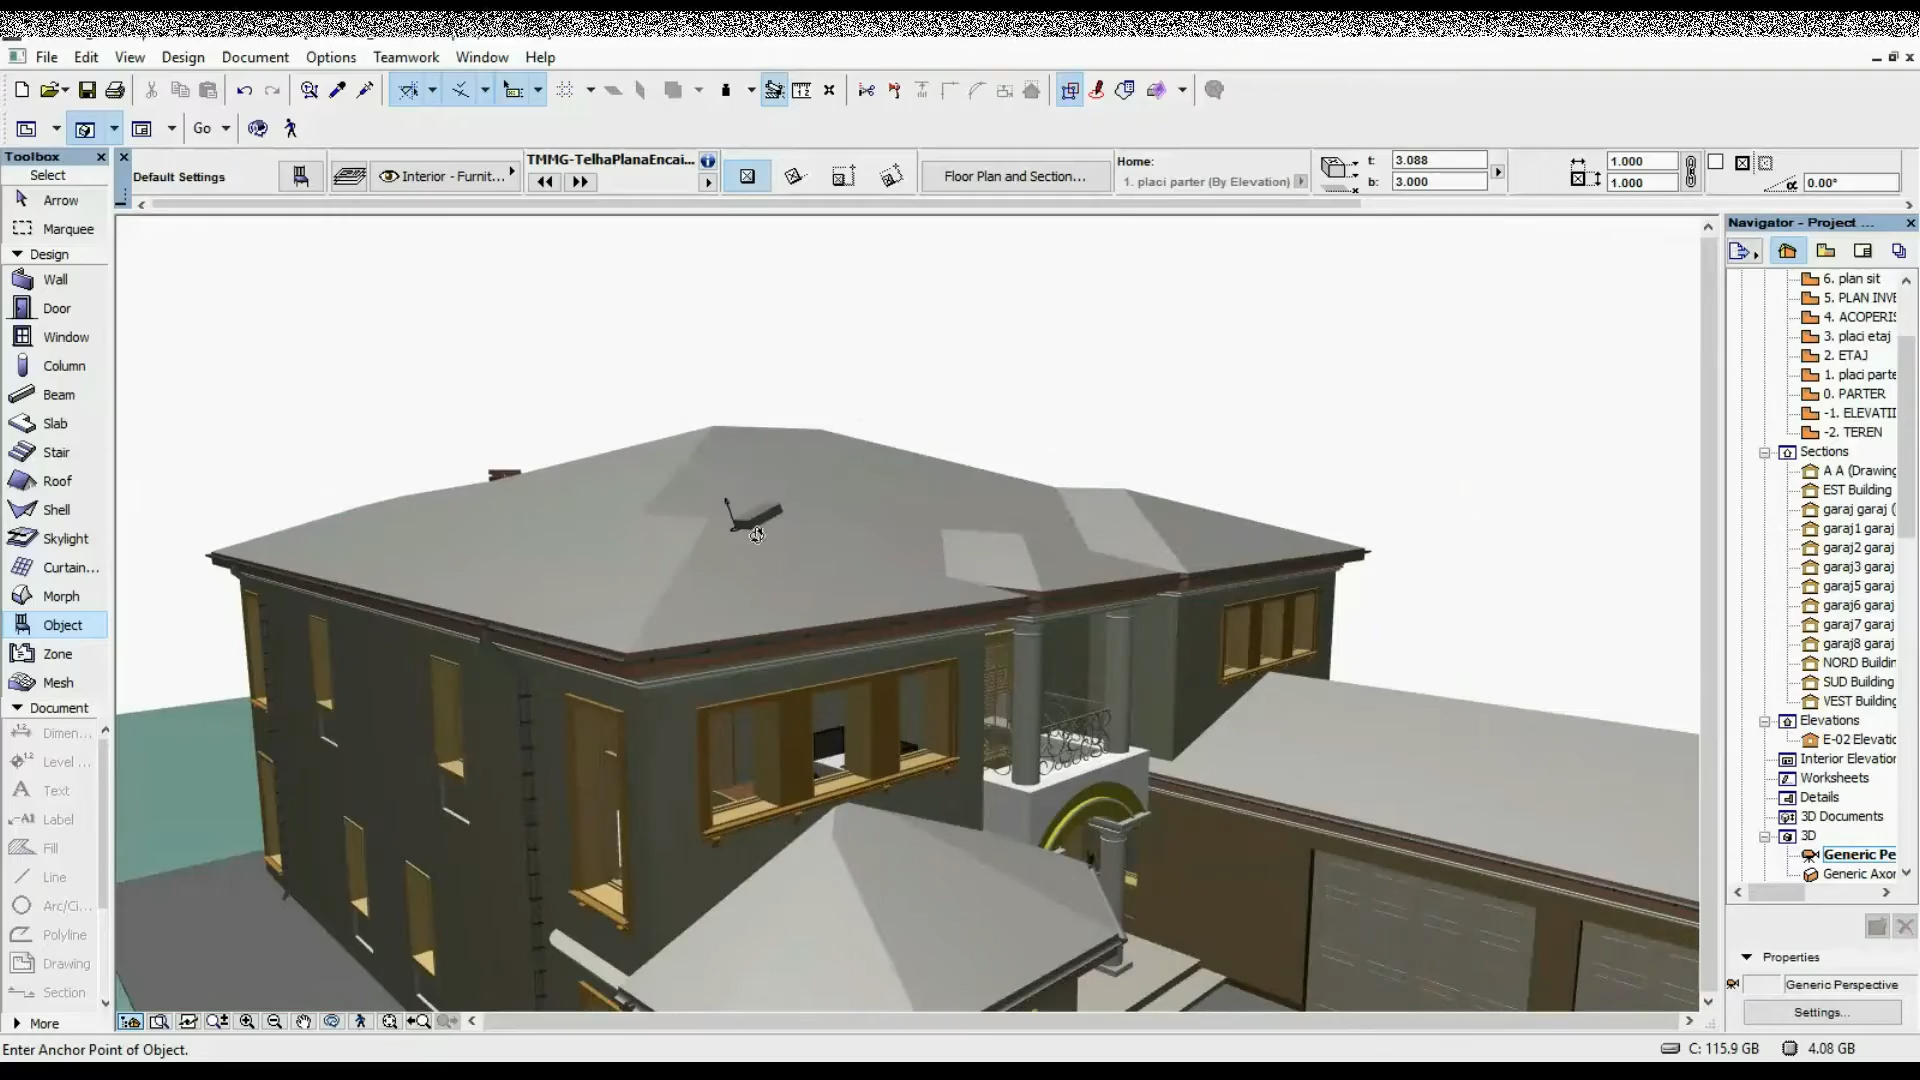 File Edit View Design Document Options Teamwork Window Help
Go
Toolbox
Select
Arrow
Marquee
Design
Wall
Door
Window
Column
Beam
Slab
Stair
Roof
Shell
Skylight
Curtain...
Morph
Object
Zone
Mesh
Document
Dimen...
Level ...
Text
Label
Fill
Line
Arc/Ci...
Polyline
Drawing
Section
More
Default Settings
Interior - Furnit...
TMMG-TelhaPlanaEncai...
Floor Plan and Section...
Home:
1. placi parter (By Elevation)
t: 3.088
b: 3.000
1.000
1.000
0.00°
Navigator - Project ...
6. plan sit
5. PLAN INVE
4. ACOPERIS
3. placi etaj
2. ETAJ
1. placi parte
0. PARTER
-1. ELEVATII
-2. TEREN
Sections
A A (Drawing
EST Building
garaj garaj (
garaj1 garaj
garaj2 garaj
garaj3 garaj
garaj5 garaj
garaj6 garaj
garaj7 garaj
garaj8 garaj
NORD Buildin
SUD Building
VEST Building
Elevations
E-02 Elevatio
Interior Elevation
Worksheets
Details
3D Documents
3D
Generic Pe
Generic Axon
Properties
Generic Perspective
Settings...
Enter Anchor Point of Object.
C: 115.9 GB
4.08 GB